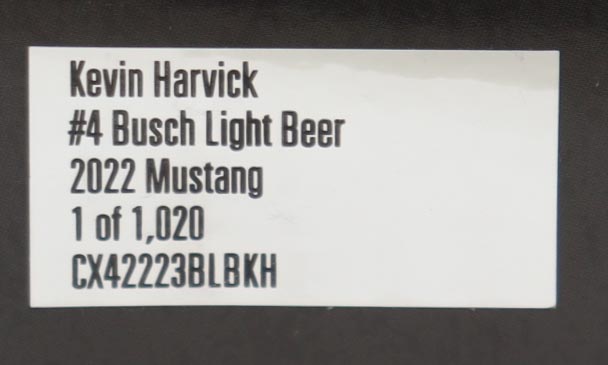 Kevin Harvick
#4 Busch Light Beer
2022 Mustang
1 of 1,020
CX42223BLBKH